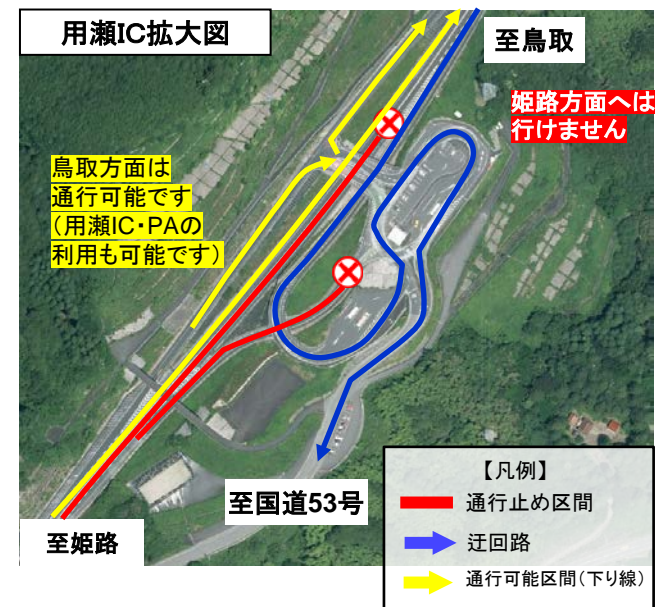 用瀬IC拡大図
至鳥取
姫路方面へは
行けません
鳥取方面は
通行可能です
(用瀬IC・PAの
利用も可能です)
至国道53号
至姫路
【凡例】
通行止め区間
迂回路
通行可能区間(下り線)